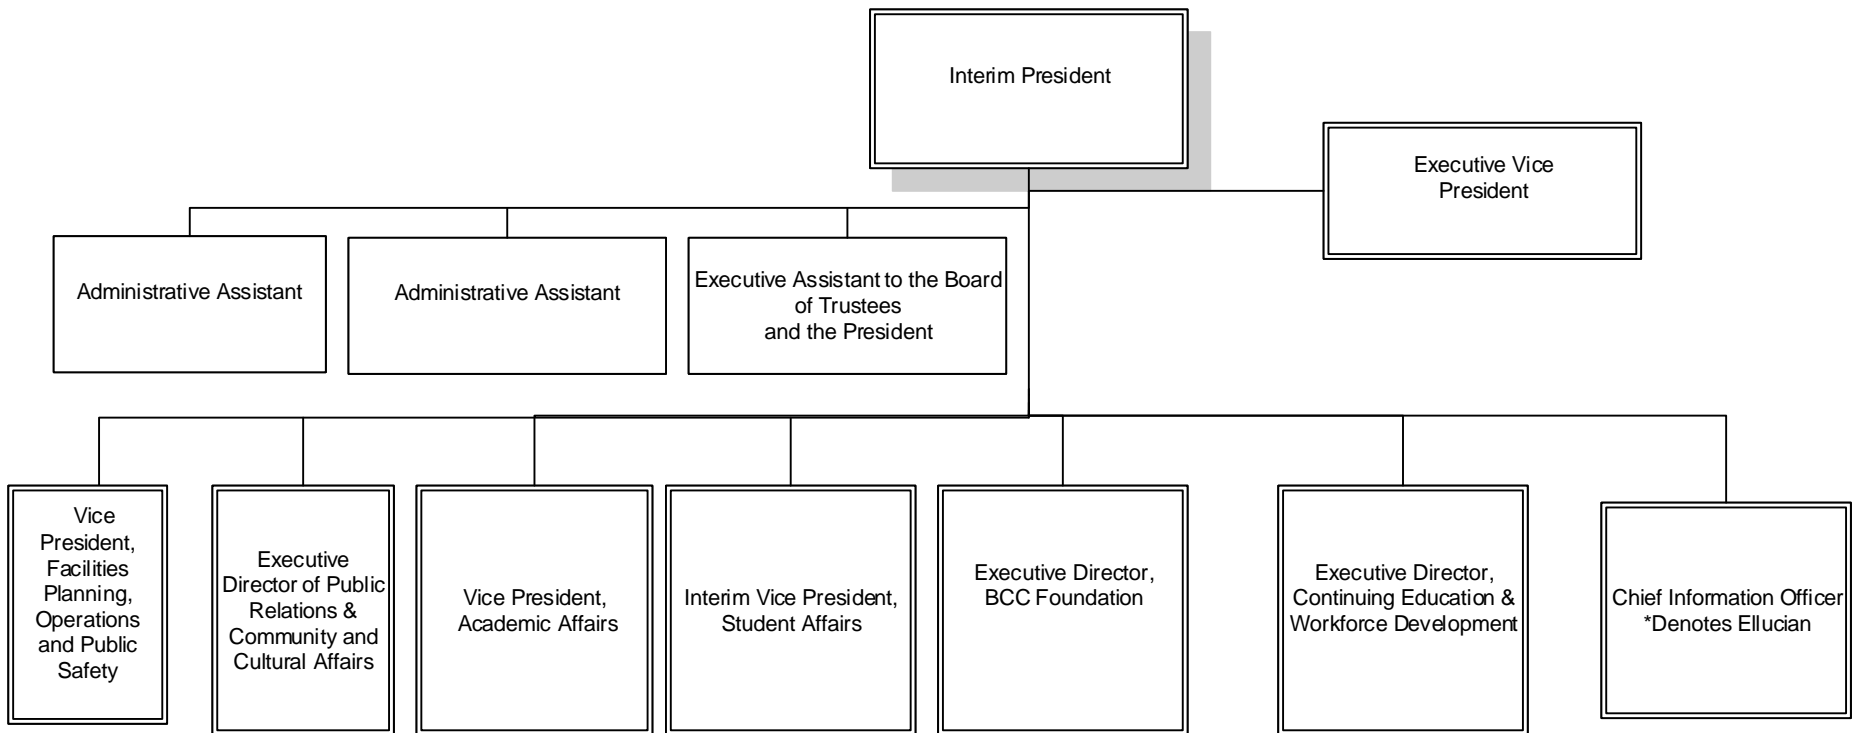 Interim President
Executive Vice
President
Administrative Assistant
Administrative Assistant
Executive Assistant to the Board
of Trustees
and the President
Vice
President,
Facilities
Planning,
Operations
and Public
Safety
Executive
Director of Public
Relations &
Community and
Cultural Affairs
Vice President,
Academic Affairs
Interim Vice President,
Student Affairs
Executive Director,
BCC Foundation
Executive Director,
Continuing Education &
Workforce Development
Chief Information Officer
*Denotes Ellucian